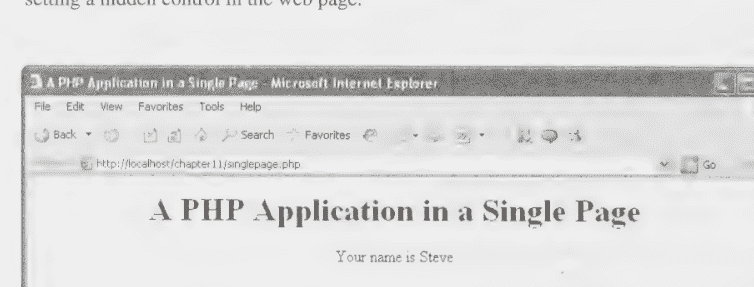 setting a hidden control in the web page.
A PHP Application in a Single Page - Microsoft Internet Explorer
File Edit View Favorites Tools Help
Back Search Favorites
http://localhost/chapter11/singlepage.php
Go
A PHP Application in a Single Page
Your name is Steve